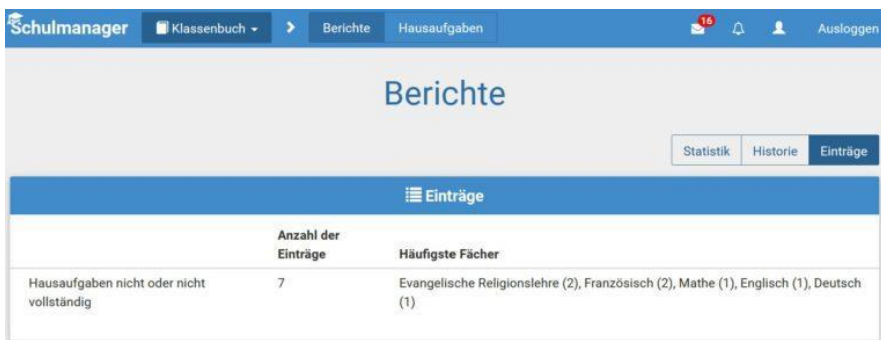 Schulmanager Klassenbuch Berichte Hausaufgaben 16 Ausloggen
Berichte
Statistik Historie Einträge
Einträge
Anzahl der
Einträge Häufigste Fächer
Hausaufgaben nicht oder nicht 7 Evangelische Religionslehre (2), Französisch (2), Mathe (1), Englisch (1), Deutsch
vollständig (1)